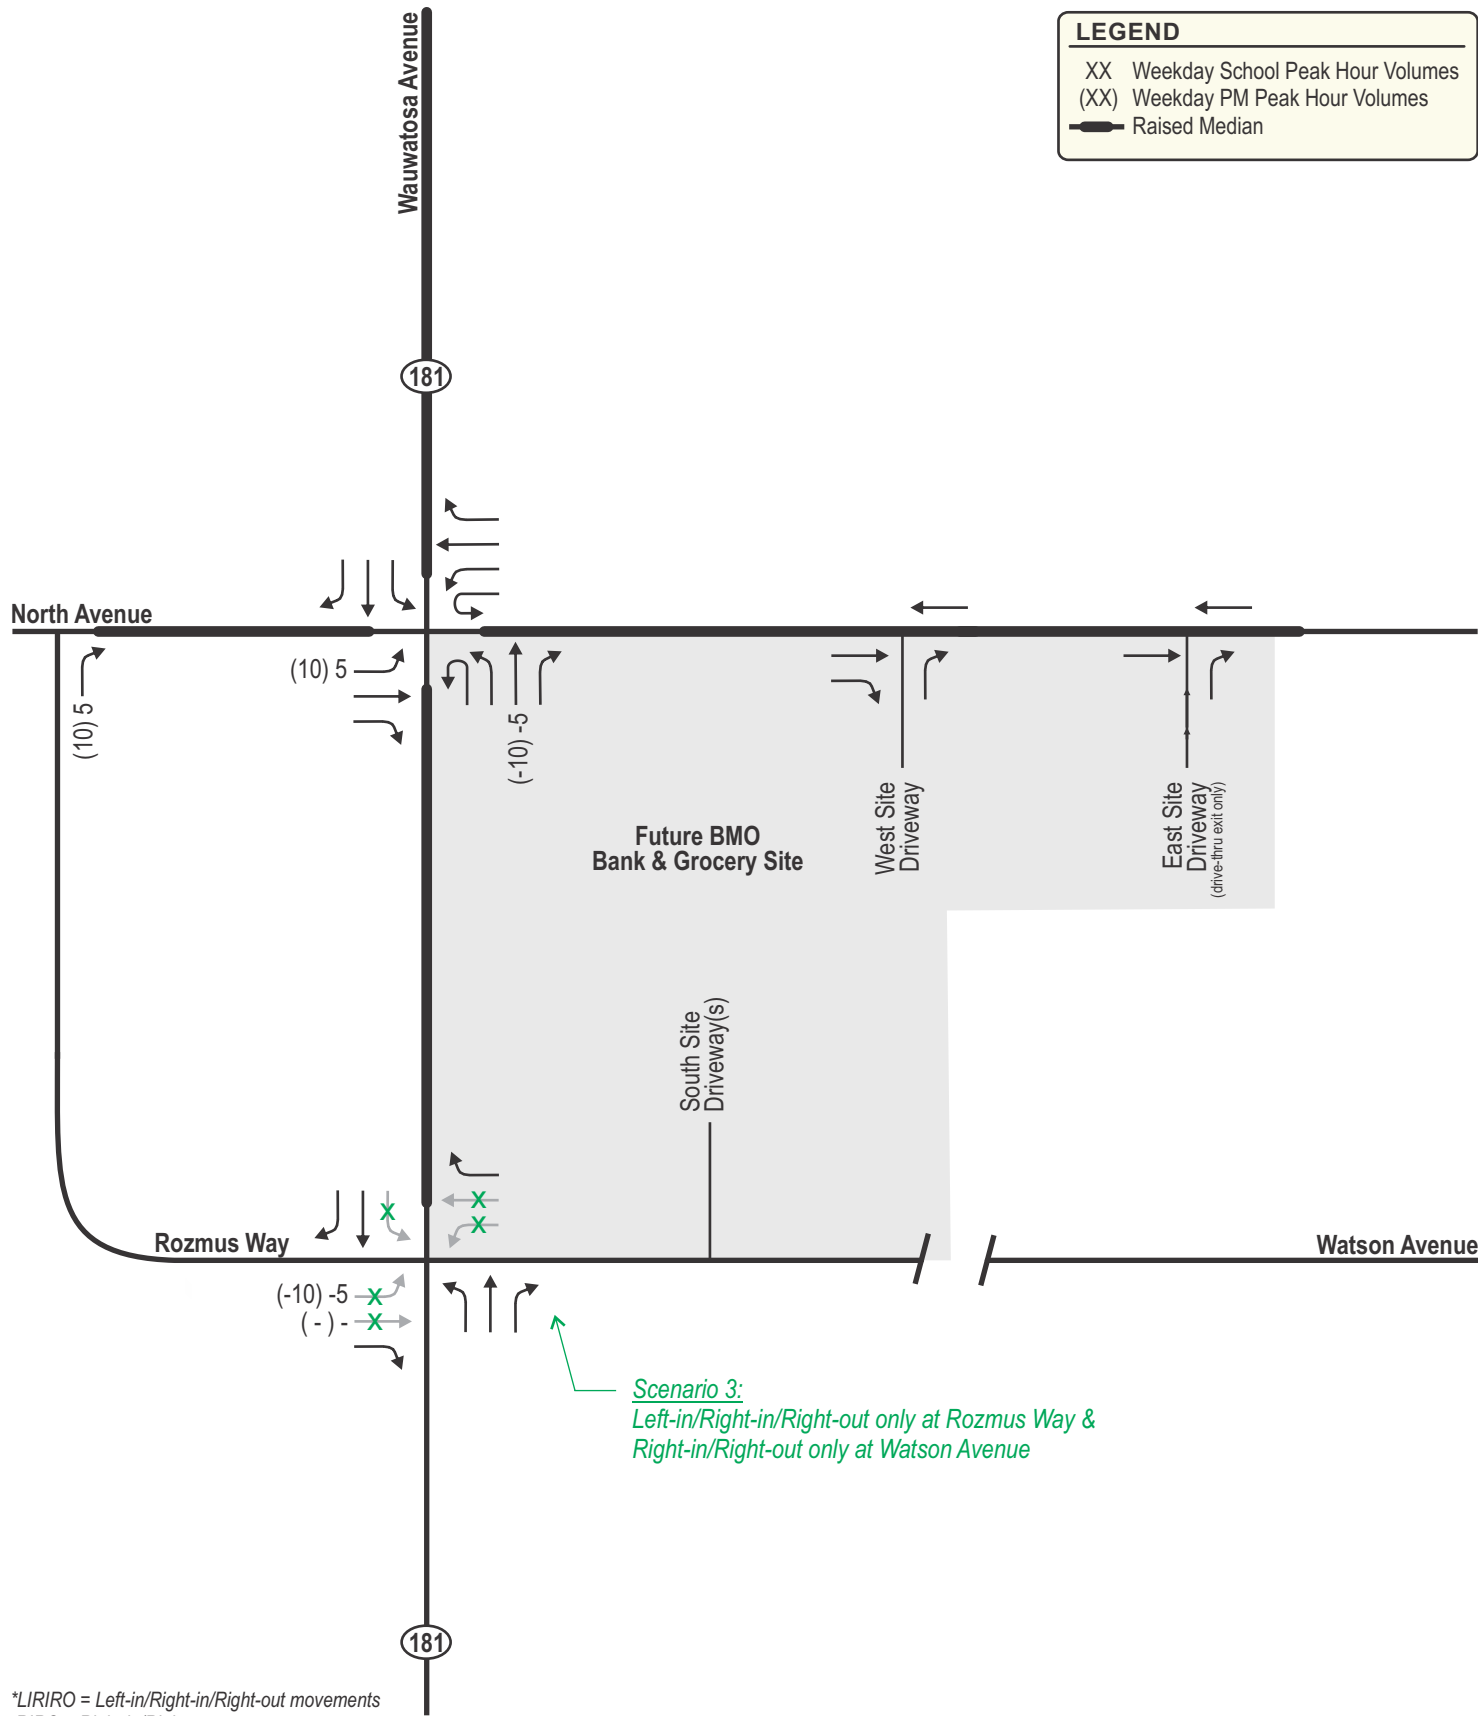 Wauwatosa Avenue
LEGEND
XX Weekday School Peak Hour Volumes
(XX) Weekday PM Peak Hour Volumes
Raised Median
181
North Avenue
(10) 5
(10) 5
(-10) -5
West Site
Driveway
East Site
Driveway
(drive-thru exit only)
Future BMO
Bank & Grocery Site
South Site
Driveway(s)
X
X
X
Rozmus Way
Watson Avenue
(-10) -5 X
( - ) - X
Scenario 3:
Left-in/Right-in/Right-out only at Rozmus Way &
Right-in/Right-out only at Watson Avenue
181
*LIRIRO = Left-in/Right-in/Right-out movements